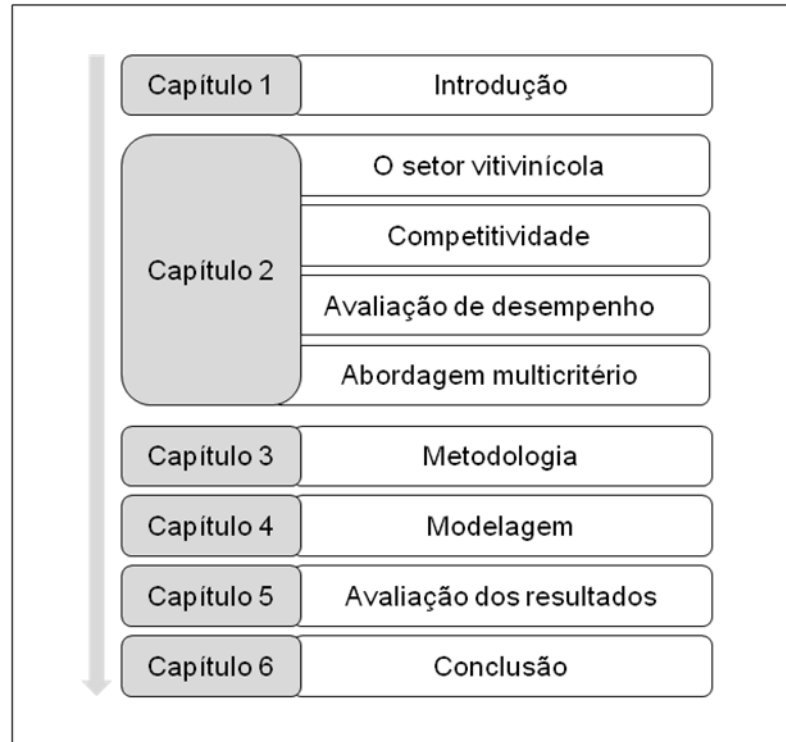 Capítulo 1
Introdução
Capítulo 2
O setor vitivinícola
Competitividade
Avaliação de desempenho
Abordagem multicritério
Capítulo 3
Metodologia
Capítulo 4
Modelagem
Capítulo 5
Avaliação dos resultados
Capítulo 6
Conclusão